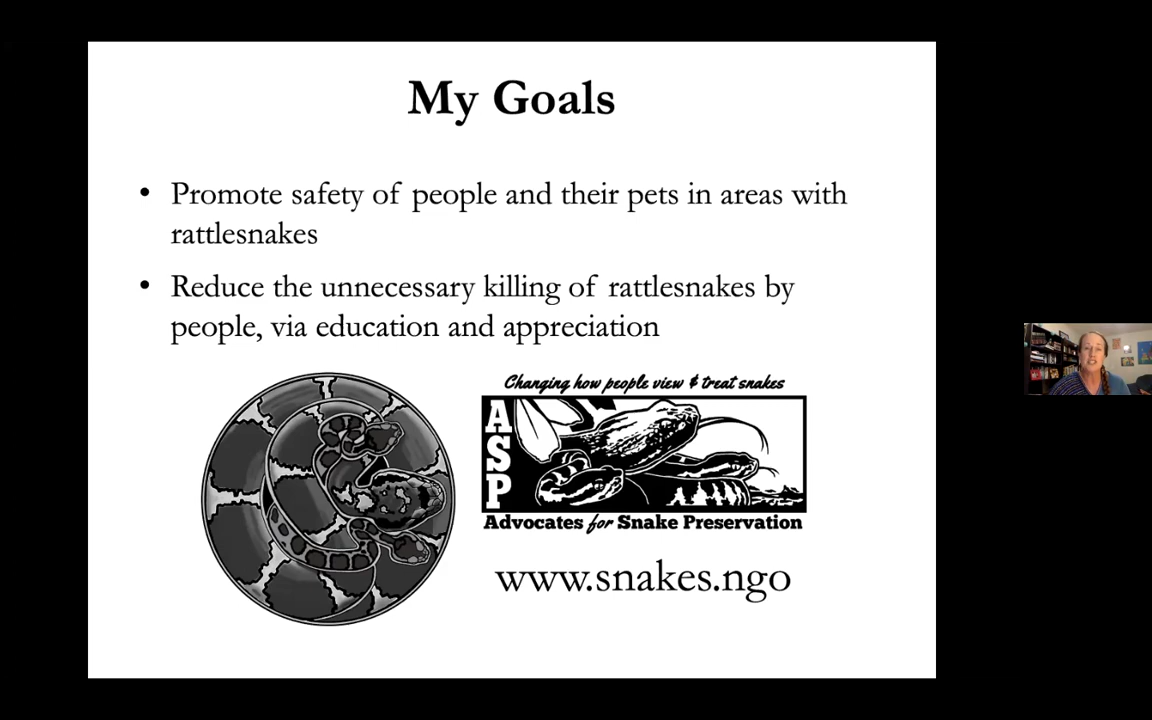 My Goals
• Promote safety of people and their pets in areas with
rattlesnakes
• Reduce the unnecessary killing of rattlesnakes by
people, via education and appreciation
Changing how people view & treat snakes
ASP
Advocates for Snake Preservation
www.snakes.ngo